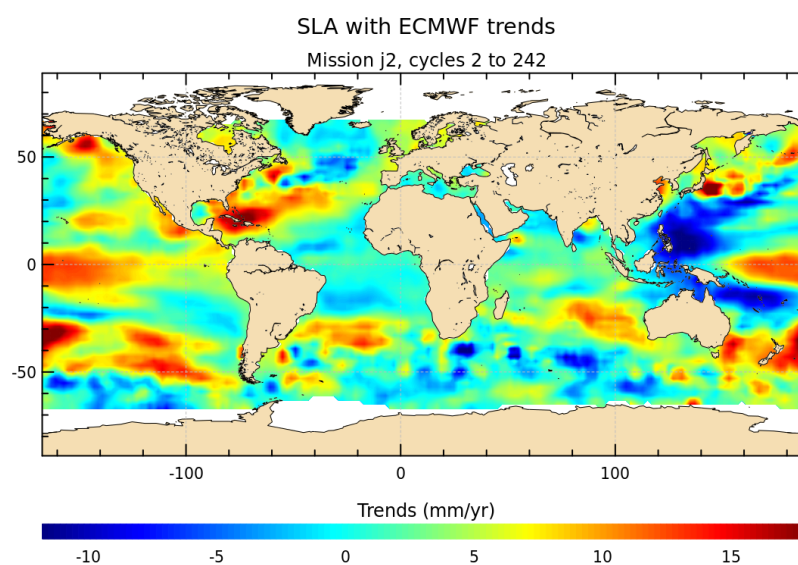 SLA with ECMWF trends
Mission j2, cycles 2 to 242
50
0
-50
-100 0 100
Trends (mm/yr)
-10 -5 0 5 10 15